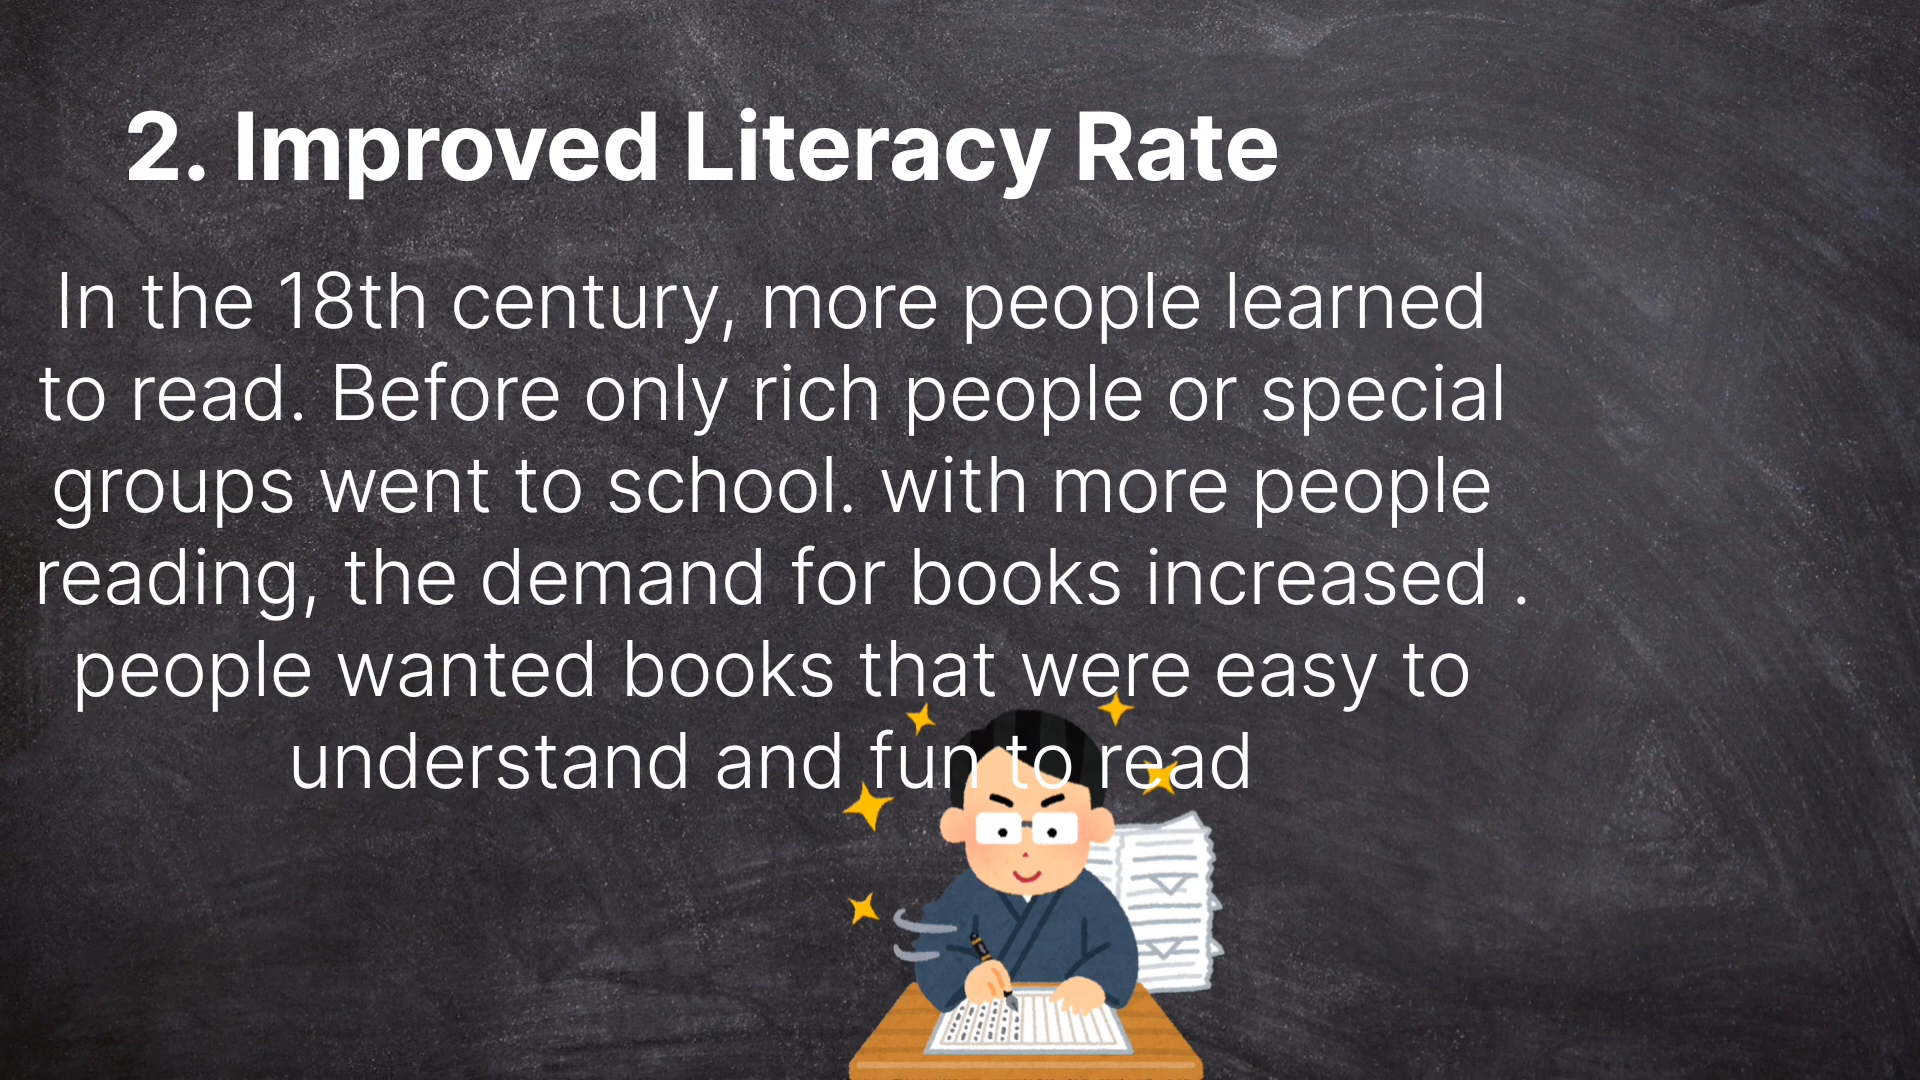 2. Improved Literacy Rate
In the 18th century, more people learned
to read. Before only rich people or special
groups went to school. with more people
reading, the demand for books increased .
people wanted books that were easy to
understand and fun to read